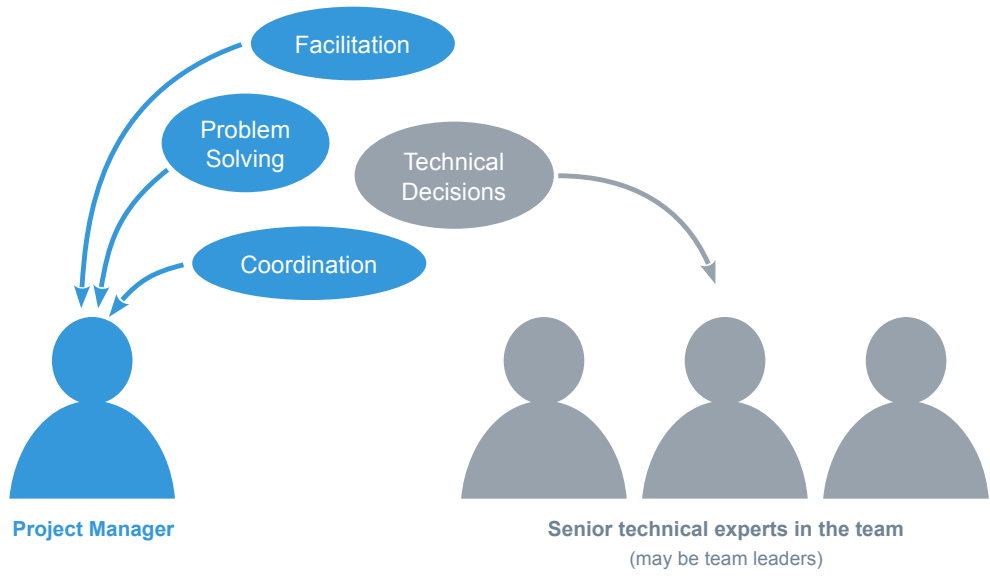 Facilitation
Problem
Solving
Technical
Decisions
Coordination
Project Manager
Senior technical experts in the team
(may be team leaders)